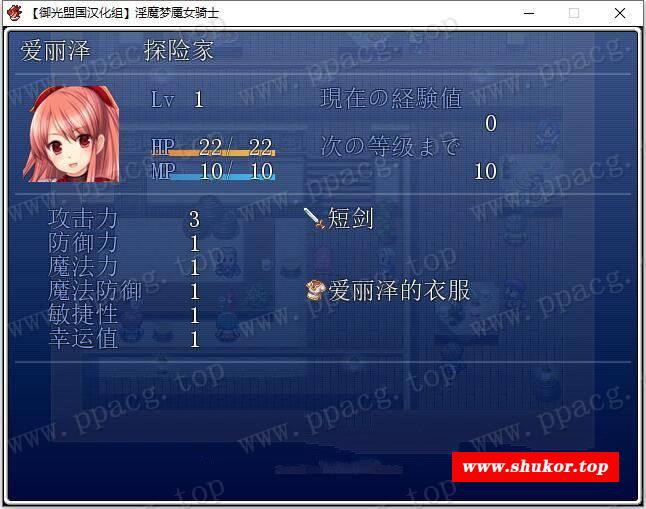 【御光盟国汉化组】淫魔梦魇女骑士
爱丽泽 探险家
Lv 1 現在の経験値
0
HP 22/ 22 次の等级まで
MP 10/ 10 10
攻击力 3 短剑
防御力 1
魔法力 1
魔法防御 1 爱丽泽的衣服
敏捷性 1
幸运值 1
www.ppacg.top
www.shukor.top